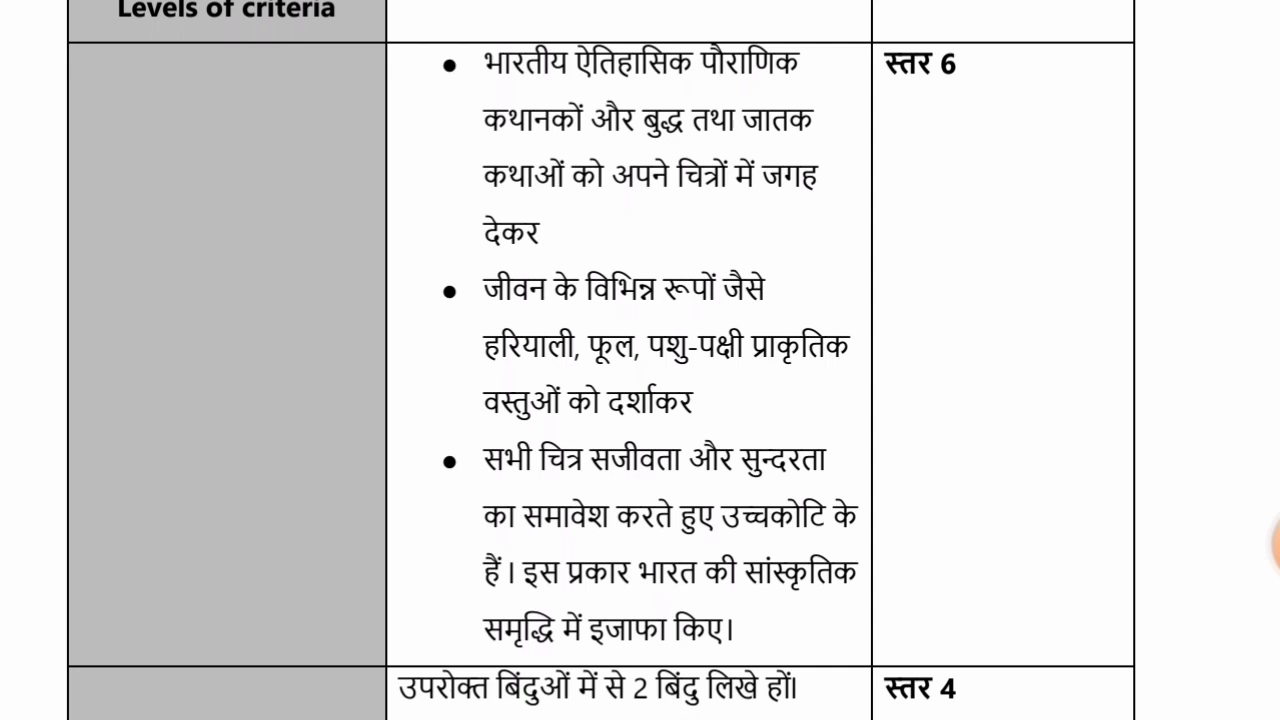 Levels of criteria
● भारतीय ऐतिहासिक पौराणिक
कथानकों और बुद्ध तथा जातक
कथाओं को अपने चित्रों में जगह
देकर
● जीवन के विभिन्न रूपों जैसे
हरियाली, फूल, पशु-पक्षी प्राकृतिक
वस्तुओं को दर्शाकर
● सभी चित्र सजीवता और सुन्दरता
का समावेश करते हुए उच्चकोटि के
हैं। इस प्रकार भारत की सांस्कृतिक
समृद्धि में इजाफा किए।
स्तर 6
उपरोक्त बिंदुओं में से 2 बिंदु लिखे हों।
स्तर 4